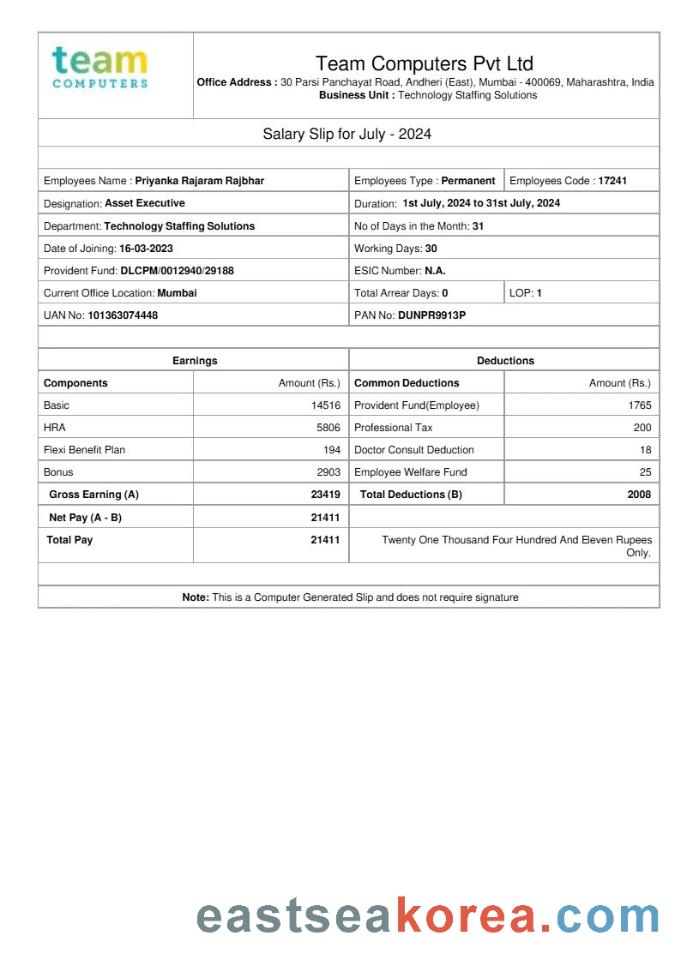 team
COMPUTERS
Team Computers Pvt Ltd
Office Address : 30 Parsi Panchayat Road, Andheri (East), Mumbai - 400069, Maharashtra, India
Business Unit : Technology Staffing Solutions
Salary Slip for July - 2024
Employees Name : Priyanka Rajaram Rajbhar Employees Type : Permanent Employees Code : 17241
Designation: Asset Executive Duration: 1st July, 2024 to 31st July, 2024
Department: Technology Staffing Solutions No of Days in the Month: 31
Date of Joining: 16-03-2023 Working Days: 30
Provident Fund: DLCPM/0012940/29188 ESIC Number: N.A.
Current Office Location: Mumbai Total Arrear Days: 0 LOP: 1
UAN No: 101363074448 PAN No: DUNPR9913P
Earnings Deductions
Components Amount (Rs.) Common Deductions Amount (Rs.)
Basic 14516 Provident Fund(Employee) 1765
HRA 5806 Professional Tax 200
Flexi Benefit Plan 194 Doctor Consult Deduction 18
Bonus 2903 Employee Welfare Fund 25
Gross Earning (A) 23419 Total Deductions (B) 2008
Net Pay (A - B) 21411
Total Pay 21411 Twenty One Thousand Four Hundred And Eleven Rupees
Only.
Note: This is a Computer Generated Slip and does not require signature
eastseakorea.com